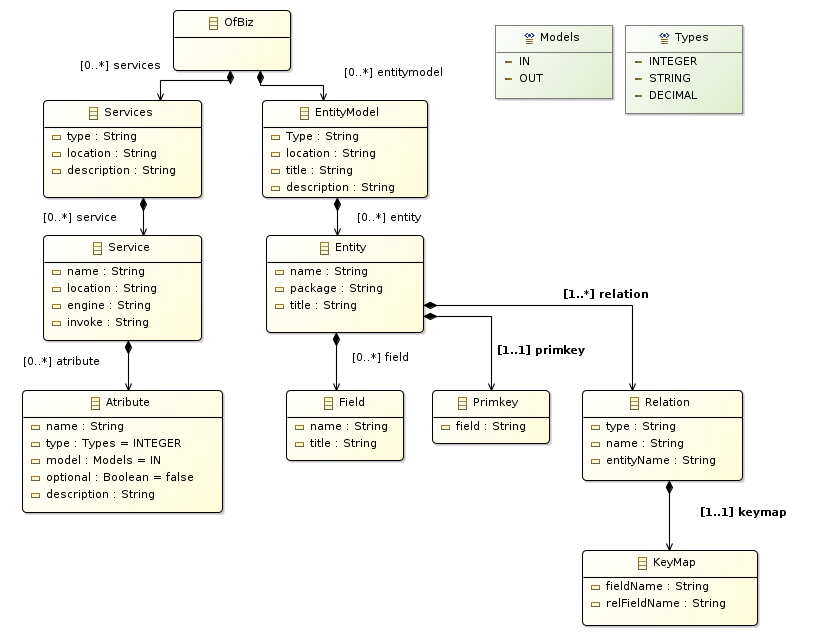 OfBiz
[0..*] services
[0..*] entitymodel
Models
IN
OUT
Types
INTEGER
STRING
DECIMAL
Services
type : String
location : String
description : String
EntityModel
Type : String
location : String
title : String
description : String
[0..*] service
[0..*] entity
Service
name : String
location : String
engine : String
invoke : String
Entity
name : String
package : String
title : String
[1..*] relation
[1..1] primkey
[0..*] atribute
[0..*] field
Atribute
name : String
type : Types = INTEGER
model : Models = IN
optional : Boolean = false
description : String
Field
name : String
title : String
Primkey
field : String
Relation
type : String
name : String
entityName : String
[1..1] keymap
KeyMap
fieldName : String
relFieldName : String